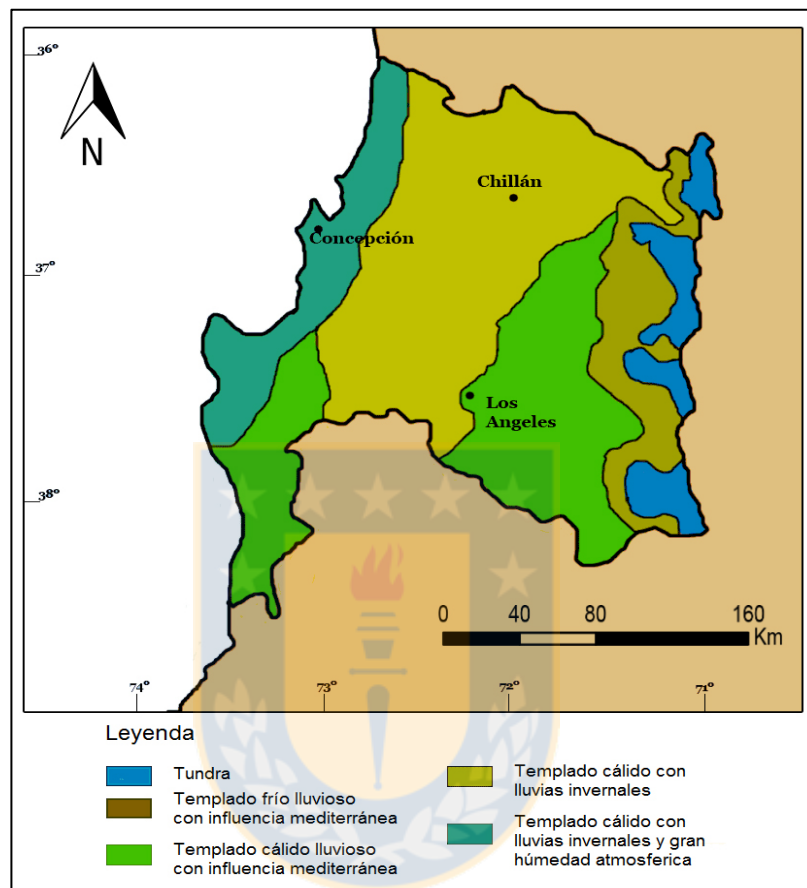 36°
N
Chillán
Concepción
37°
Los
Angeles
38°
0 40 80 160
Km
74° 73° 72° 71°
Leyenda
Tundra
Templado frío lluvioso
con influencia mediterránea
Templado cálido lluvioso
con influencia mediterránea
Templado cálido con
lluvias invernales
Templado cálido con
lluvias invernales y gran
húmedad atmosferica